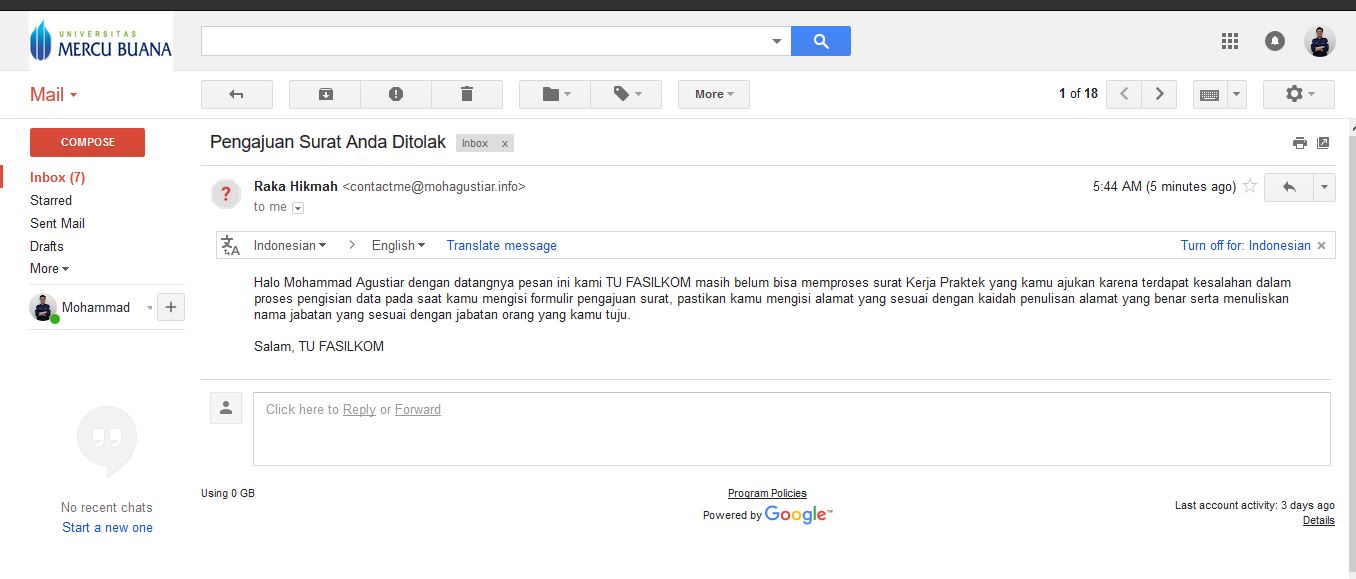 UNIVERSITAS
MERCU BUANA
Mail
More
1 of 18
COMPOSE
Pengajuan Surat Anda Ditolak
Inbox x
Inbox (7)
Starred
Sent Mail
Drafts
More
Mohammad
Raka Hikmah <contactme@mohagustiar.info>
5:44 AM (5 minutes ago)
to me
Indonesian > English Translate message
Turn off for: Indonesian
Halo Mohammad Agustiar dengan datangnya pesan ini kami TU FASILKOM masih belum bisa memproses surat Kerja Praktek yang kamu ajukan karena terdapat kesalahan dalam
proses pengisian data pada saat kamu mengisi formulir pengajuan surat, pastikan kamu mengisi alamat yang sesuai dengan kaidah penulisan alamat yang benar serta menuliskan
nama jabatan yang sesuai dengan jabatan orang yang kamu tuju.
Salam, TU FASILKOM
Click here to Reply or Forward
No recent chats
Start a new one
Using 0 GB
Program Policies
Powered by Google™
Last account activity: 3 days ago
Details